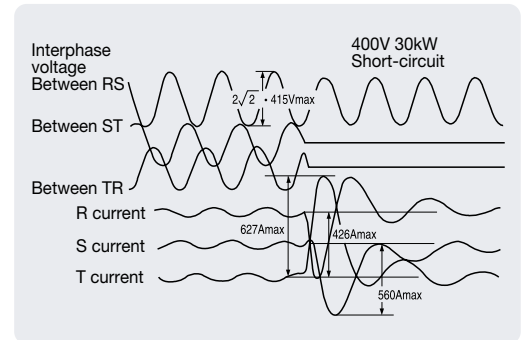 Interphase
voltage
Between RS
400V 30kW
Short-circuit
2√2 · 415Vmax
Between ST
Between TR
R current
627Amax
426Amax
S current
T current
560Amax